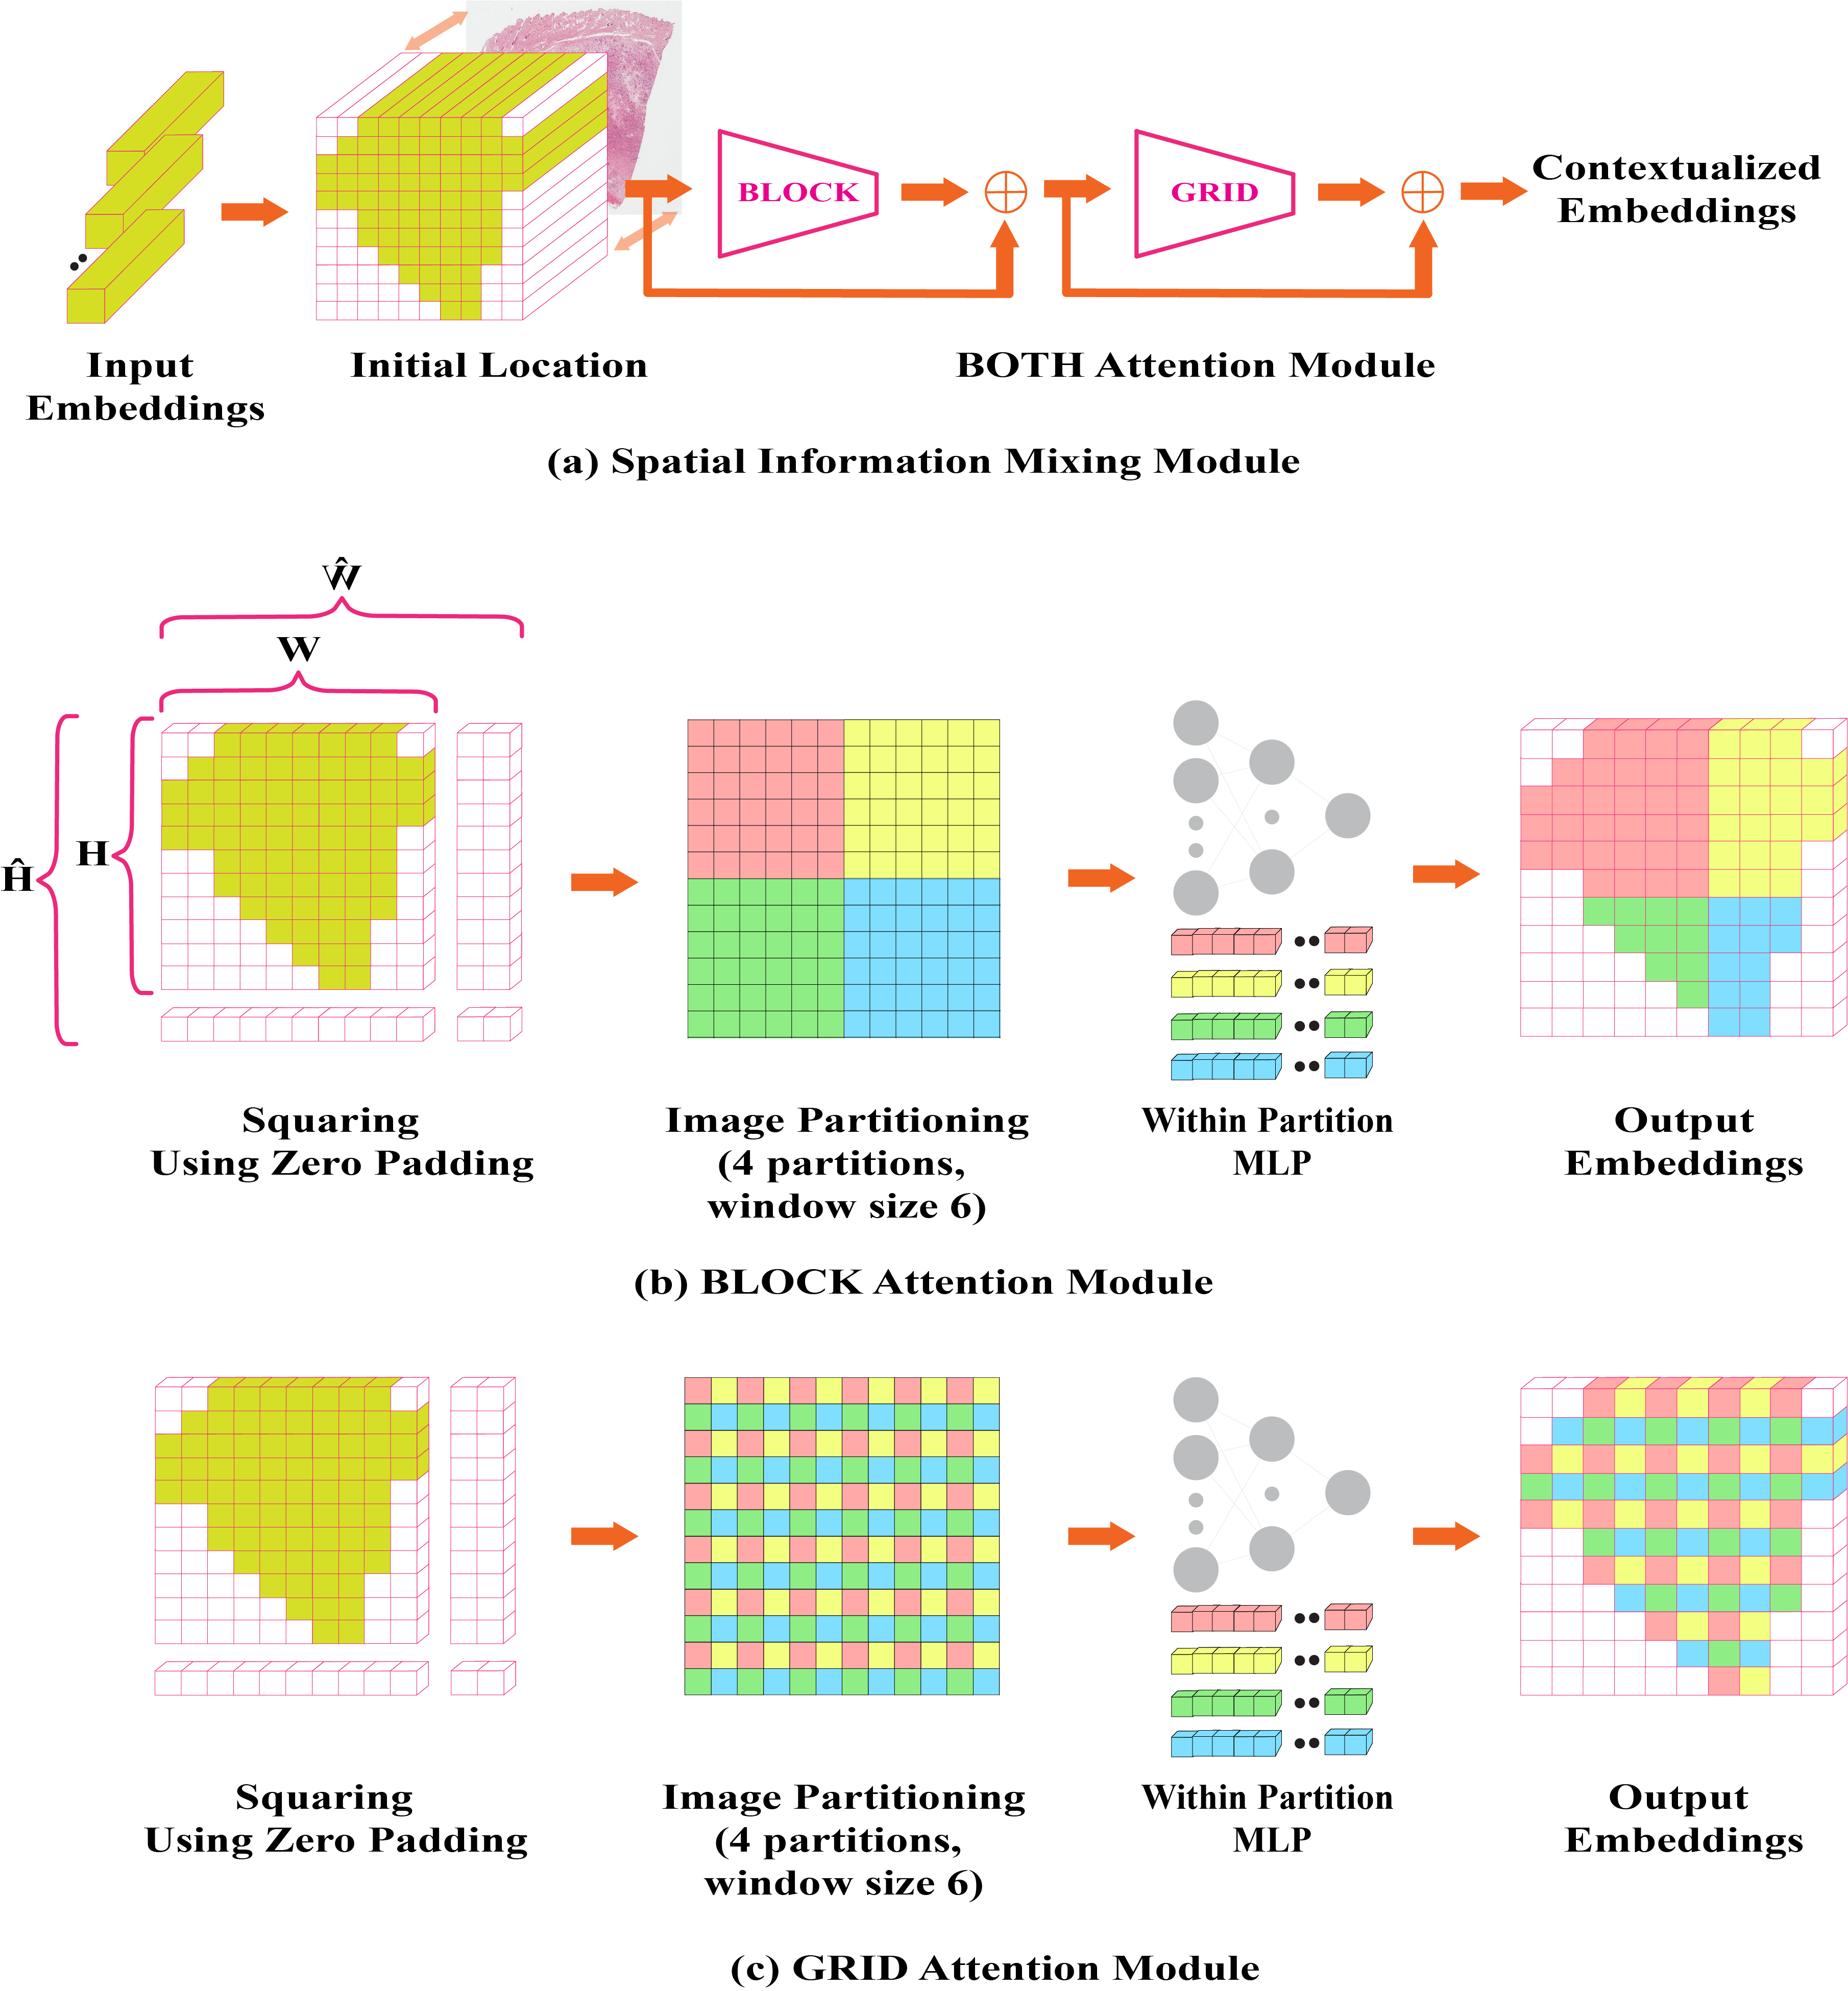 BLOCK
GRID
Contextualized
Embeddings
Input
Embeddings
Initial Location
BOTH Attention Module
(a) Spatial Information Mixing Module
Ŵ
W
Ĥ
H
Squaring
Using Zero Padding
Image Partitioning
(4 partitions,
window size 6)
Within Partition
MLP
Output
Embeddings
(b) BLOCK Attention Module
Squaring
Using Zero Padding
Image Partitioning
(4 partitions,
window size 6)
Within Partition
MLP
Output
Embeddings
(c) GRID Attention Module